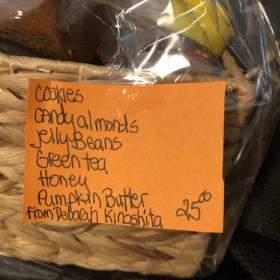 COOKIES
CANDY almonds
Jelly Beans
Green tea
Honey
Pumpkin Butter
From Deborah Kinoshita 25.00